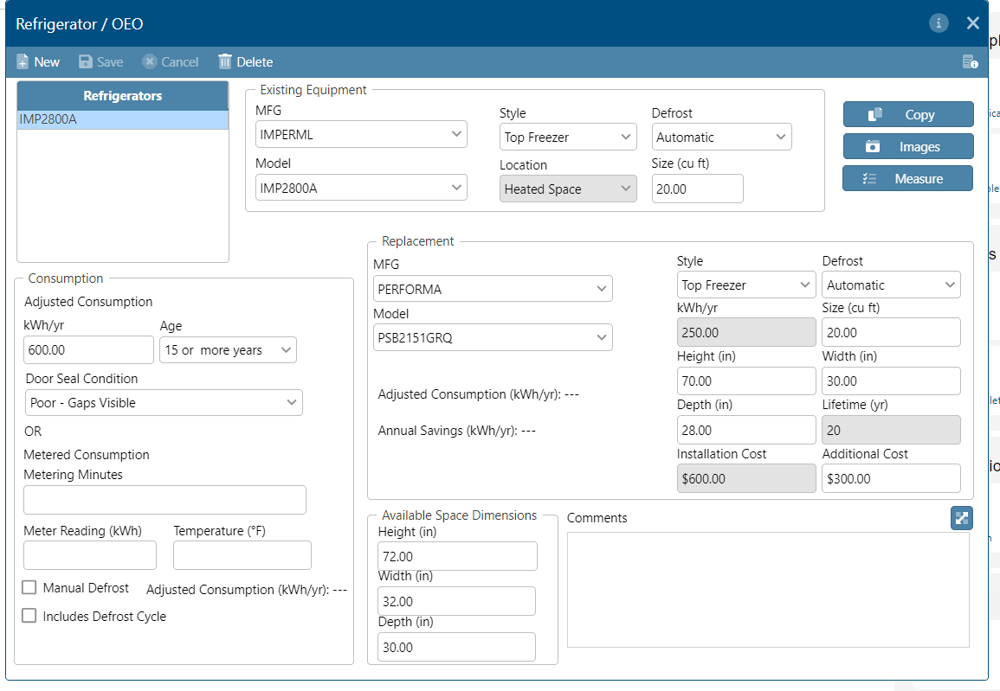 Refrigerator / OEO
New Save Cancel Delete
Refrigerators
IMP2800A
Existing Equipment
MFG
IMPERML
Model
IMP2800A
Style
Top Freezer
Location
Heated Space
Defrost
Automatic
Size (cu ft)
20.00
Copy
Images
Measure
Consumption
Adjusted Consumption
kWh/yr
600.00
Age
15 or more years
Door Seal Condition
Poor - Gaps Visible
OR
Metered Consumption
Metering Minutes
Meter Reading (kWh)
Temperature (°F)
Manual Defrost
Adjusted Consumption (kWh/yr): ---
Includes Defrost Cycle
Replacement
MFG
PERFORMA
Model
PSB2151GRQ
Adjusted Consumption (kWh/yr): ---
Annual Savings (kWh/yr): ---
Style
Top Freezer
Defrost
Automatic
kWh/yr
250.00
Size (cu ft)
20.00
Height (in)
70.00
Width (in)
30.00
Depth (in)
28.00
Lifetime (yr)
20
Installation Cost
$600.00
Additional Cost
$300.00
Available Space Dimensions
Height (in)
72.00
Width (in)
32.00
Depth (in)
30.00
Comments